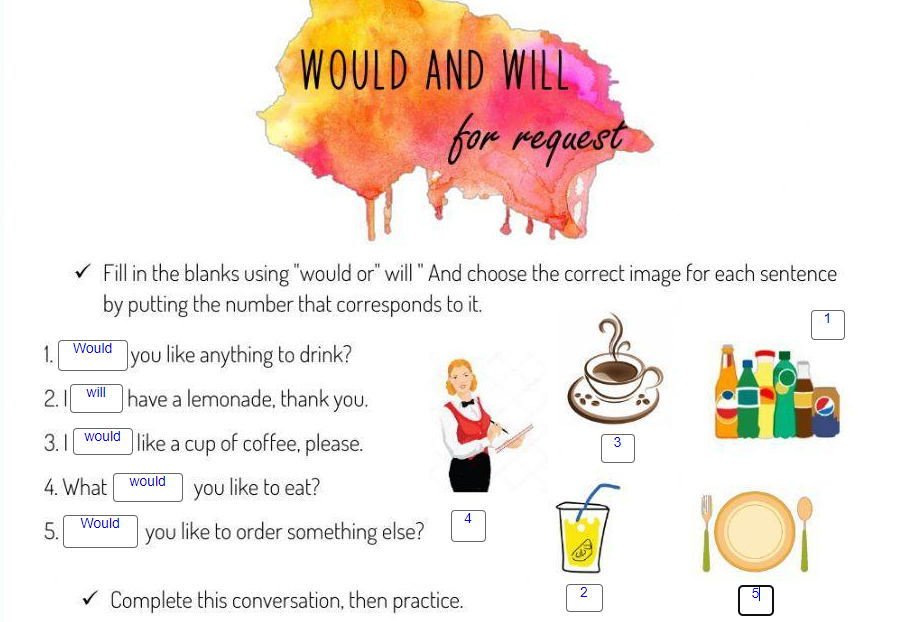 WOULD AND WILL
for request
✓ Fill in the blanks using "would or" will " And choose the correct image for each sentence
by putting the number that corresponds to it.
1. Would you like anything to drink?
2. I will have a lemonade, thank you.
3. I would like a cup of coffee, please.
4. What would you like to eat?
5. Would you like to order something else?
1
3
4
2
5
✓ Complete this conversation, then practice.